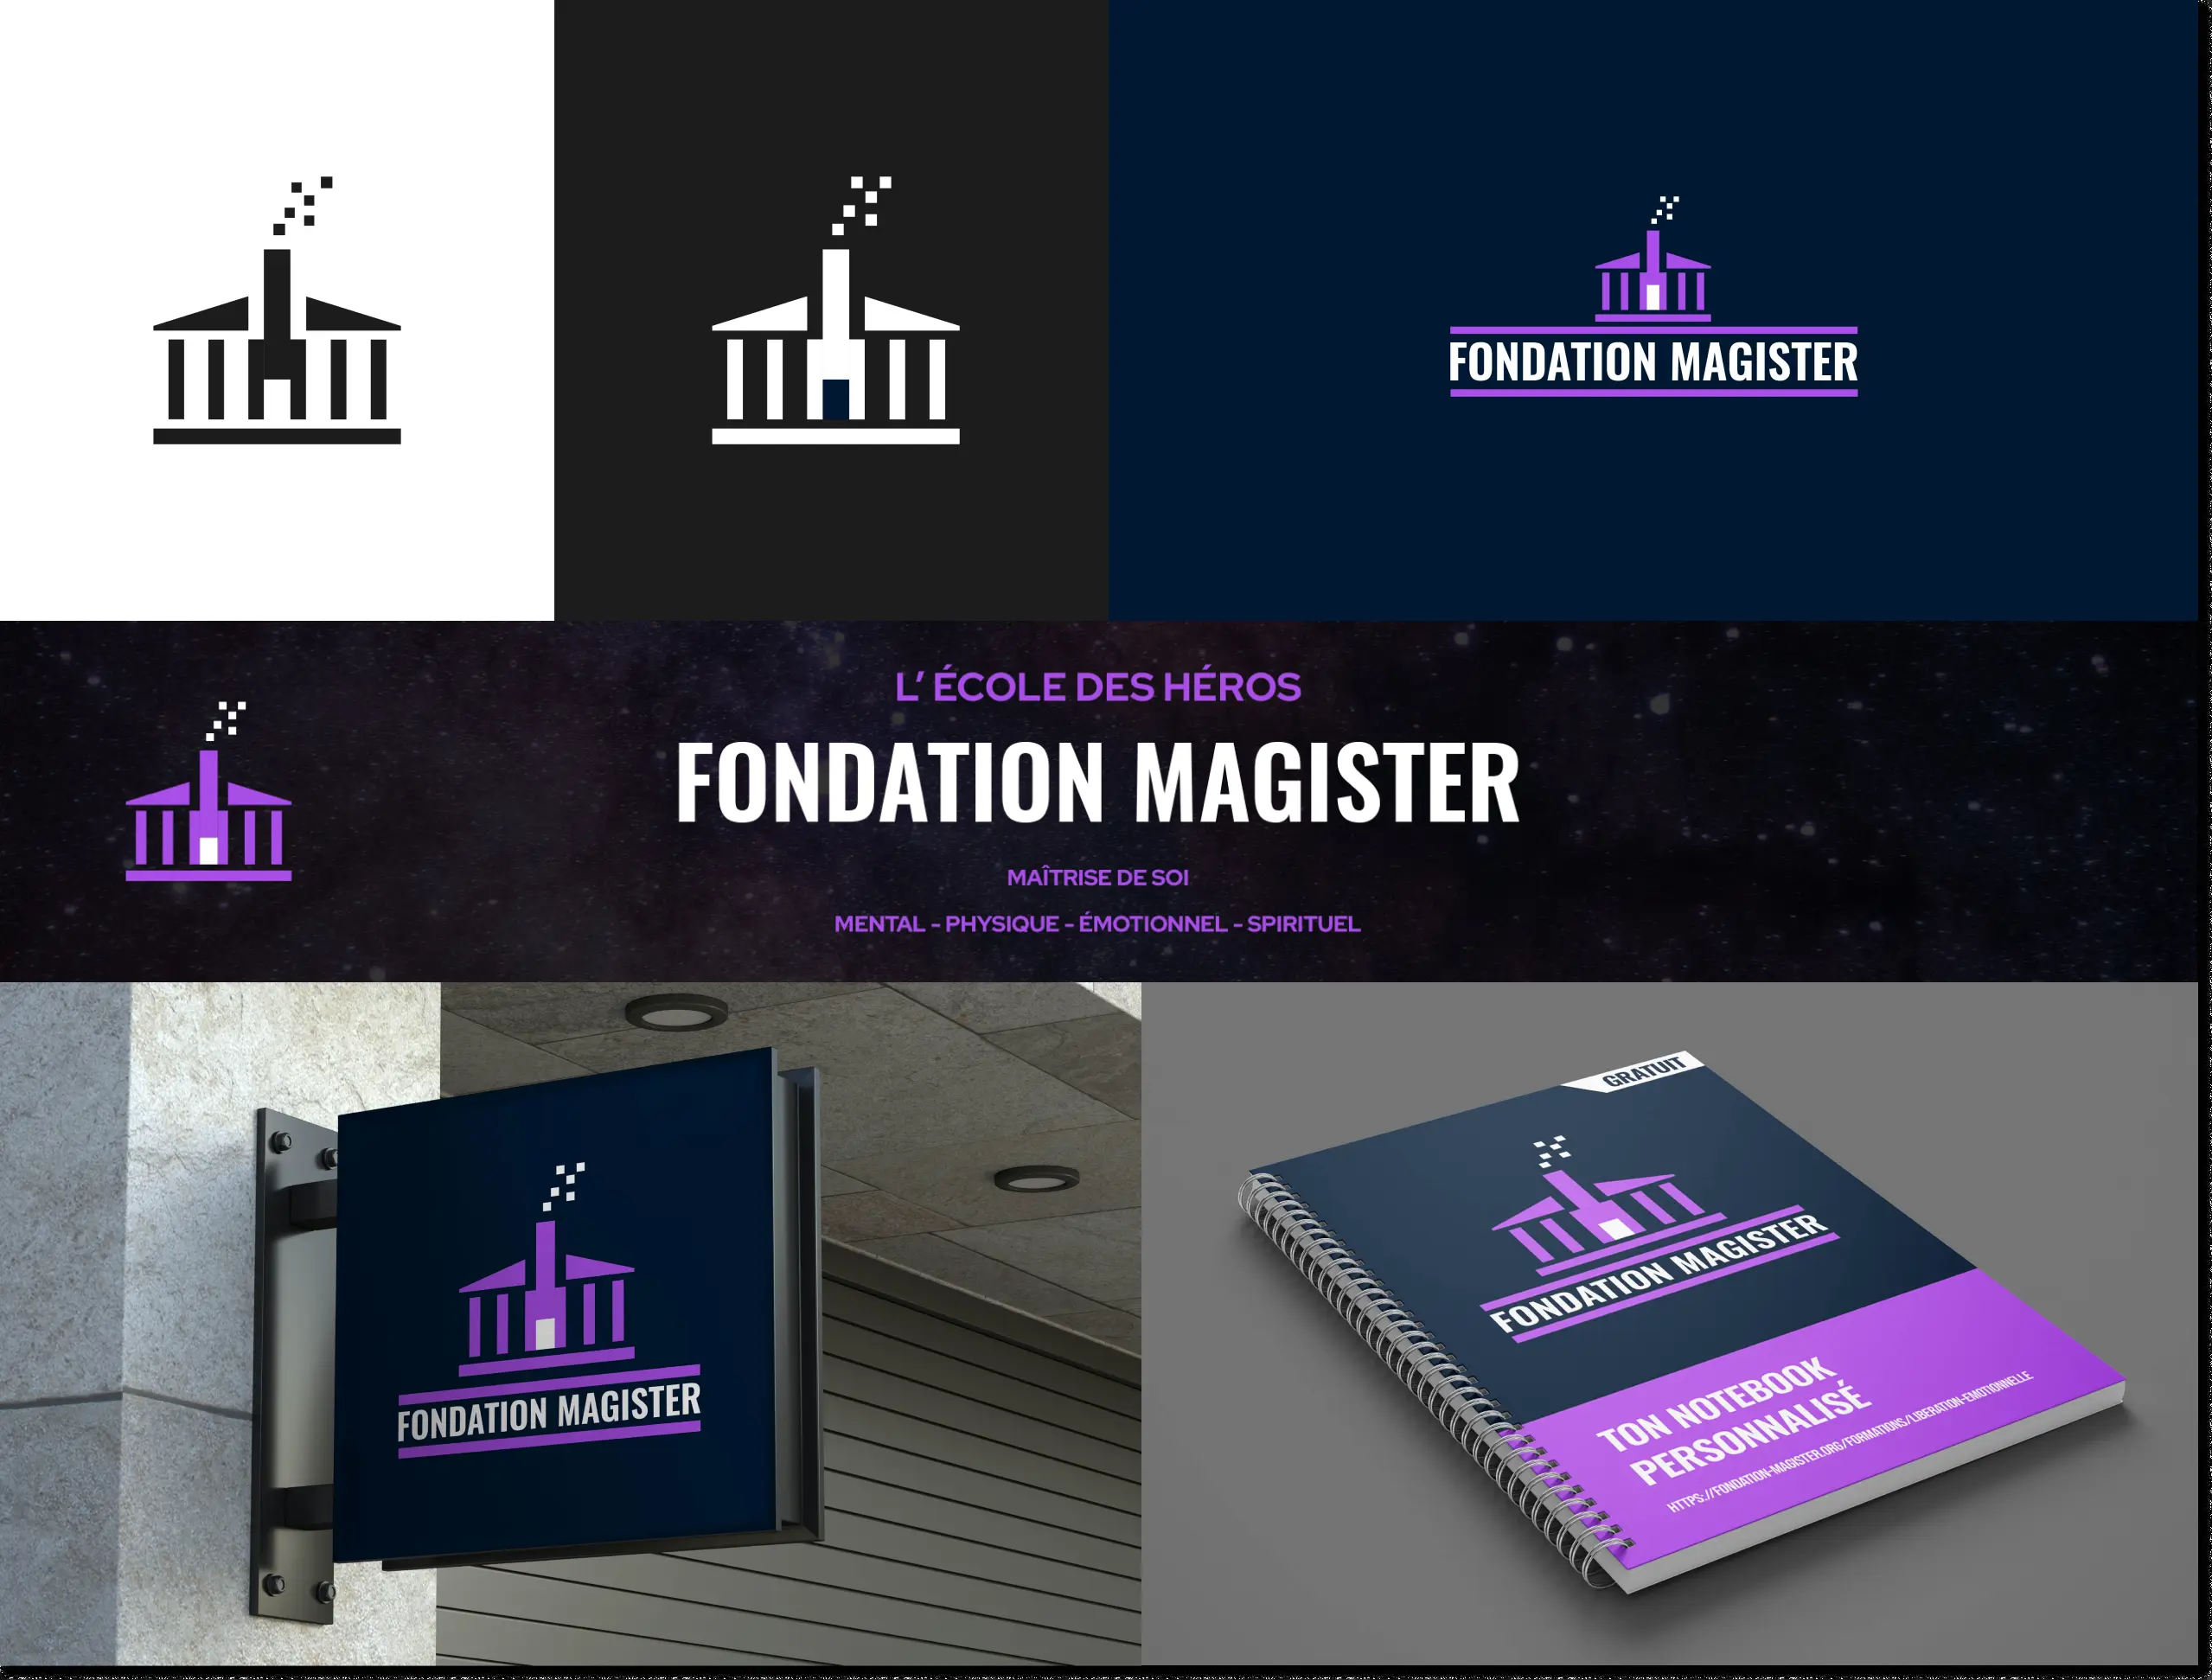 FONDATION MAGISTER
L’ ÉCOLE DES HÉROS
FONDATION MAGISTER
MAÎTRISE DE SOI
MENTAL - PHYSIQUE - ÉMOTIONNEL - SPIRITUEL
FONDATION MAGISTER
GRATUIT
FONDATION MAGISTER
TON NOTEBOOK
PERSONNALISÉ
HTTPS://FONDATION-MAGISTER.ORG/FORMATIONS/LIBERATION-EMOTIONNELLE